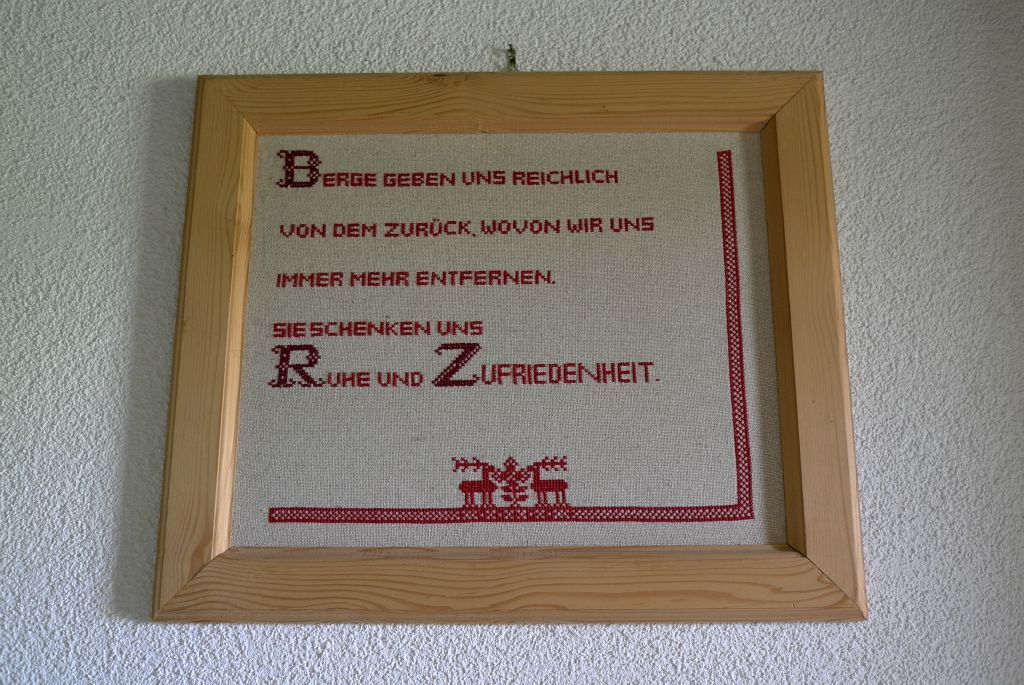 BERGE GEBEN UNS REICHLICH
VON DEM ZURÜCK, WOVON WIR UNS
IMMER MEHR ENTFERNEN.
SIE SCHENKEN UNS
RUHE UND ZUFRIEDENHEIT.